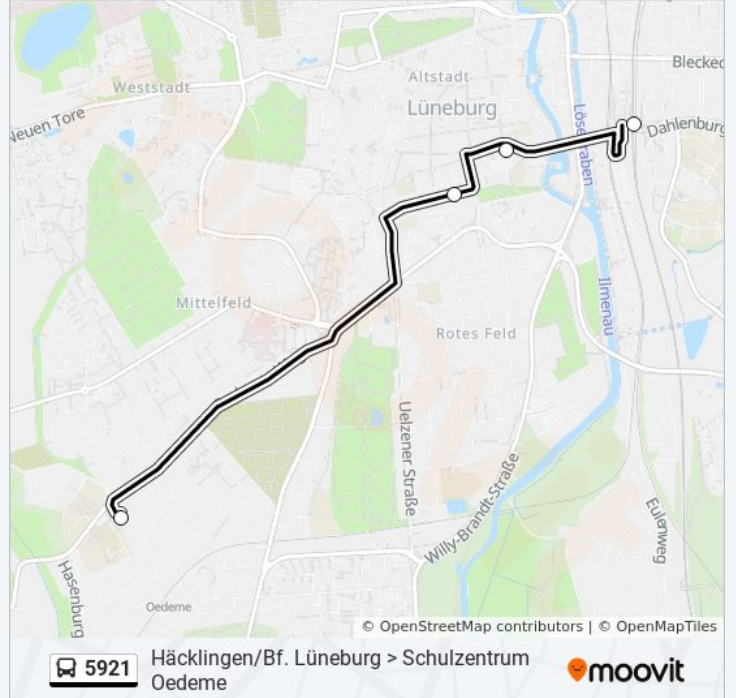 Altstadt
Blecked
Weststadt
Lüneburg
Neuen Tore
Lösegraben
Dahlenburg
Mittelfeld
Ilmenau
Rotes Feld
Uelzener Straße
Willy-Brandt-Straße
Eulenweg
Hasenburg
Oedeme
© OpenStreetMap contributors | © OpenMapTiles
5921
Häcklingen/Bf. Lüneburg > Schulzentrum
Oedeme
moovit